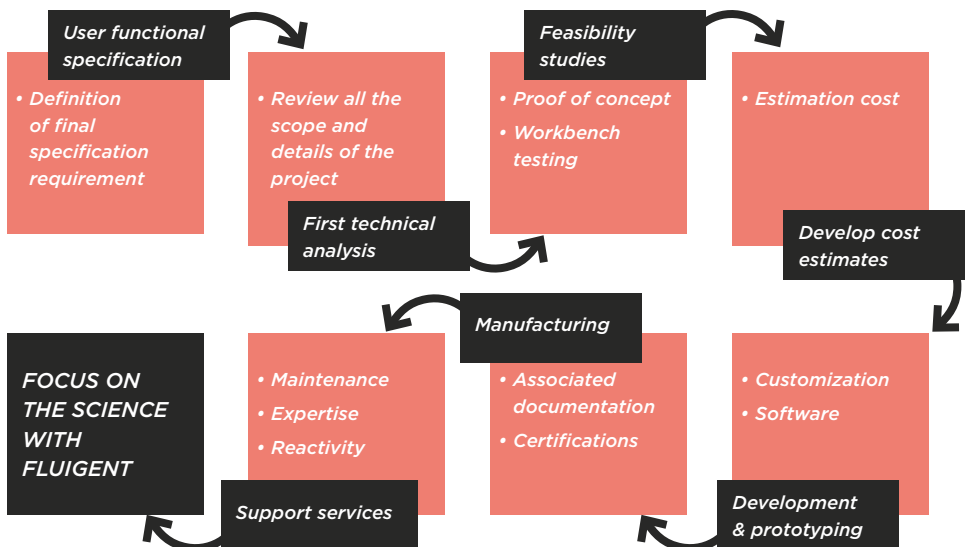 User functional
specification
• Definition
of final
specification
requirement
• Review all the
scope and
details of the
project
First technical
analysis
Feasibility
studies
• Proof of concept
• Workbench
testing
• Estimation cost
Develop cost
estimates
• Customization
• Software
Development
& prototyping
Manufacturing
• Associated
documentation
• Certifications
• Maintenance
• Expertise
• Reactivity
Support services
FOCUS ON
THE SCIENCE
WITH
FLUIGENT